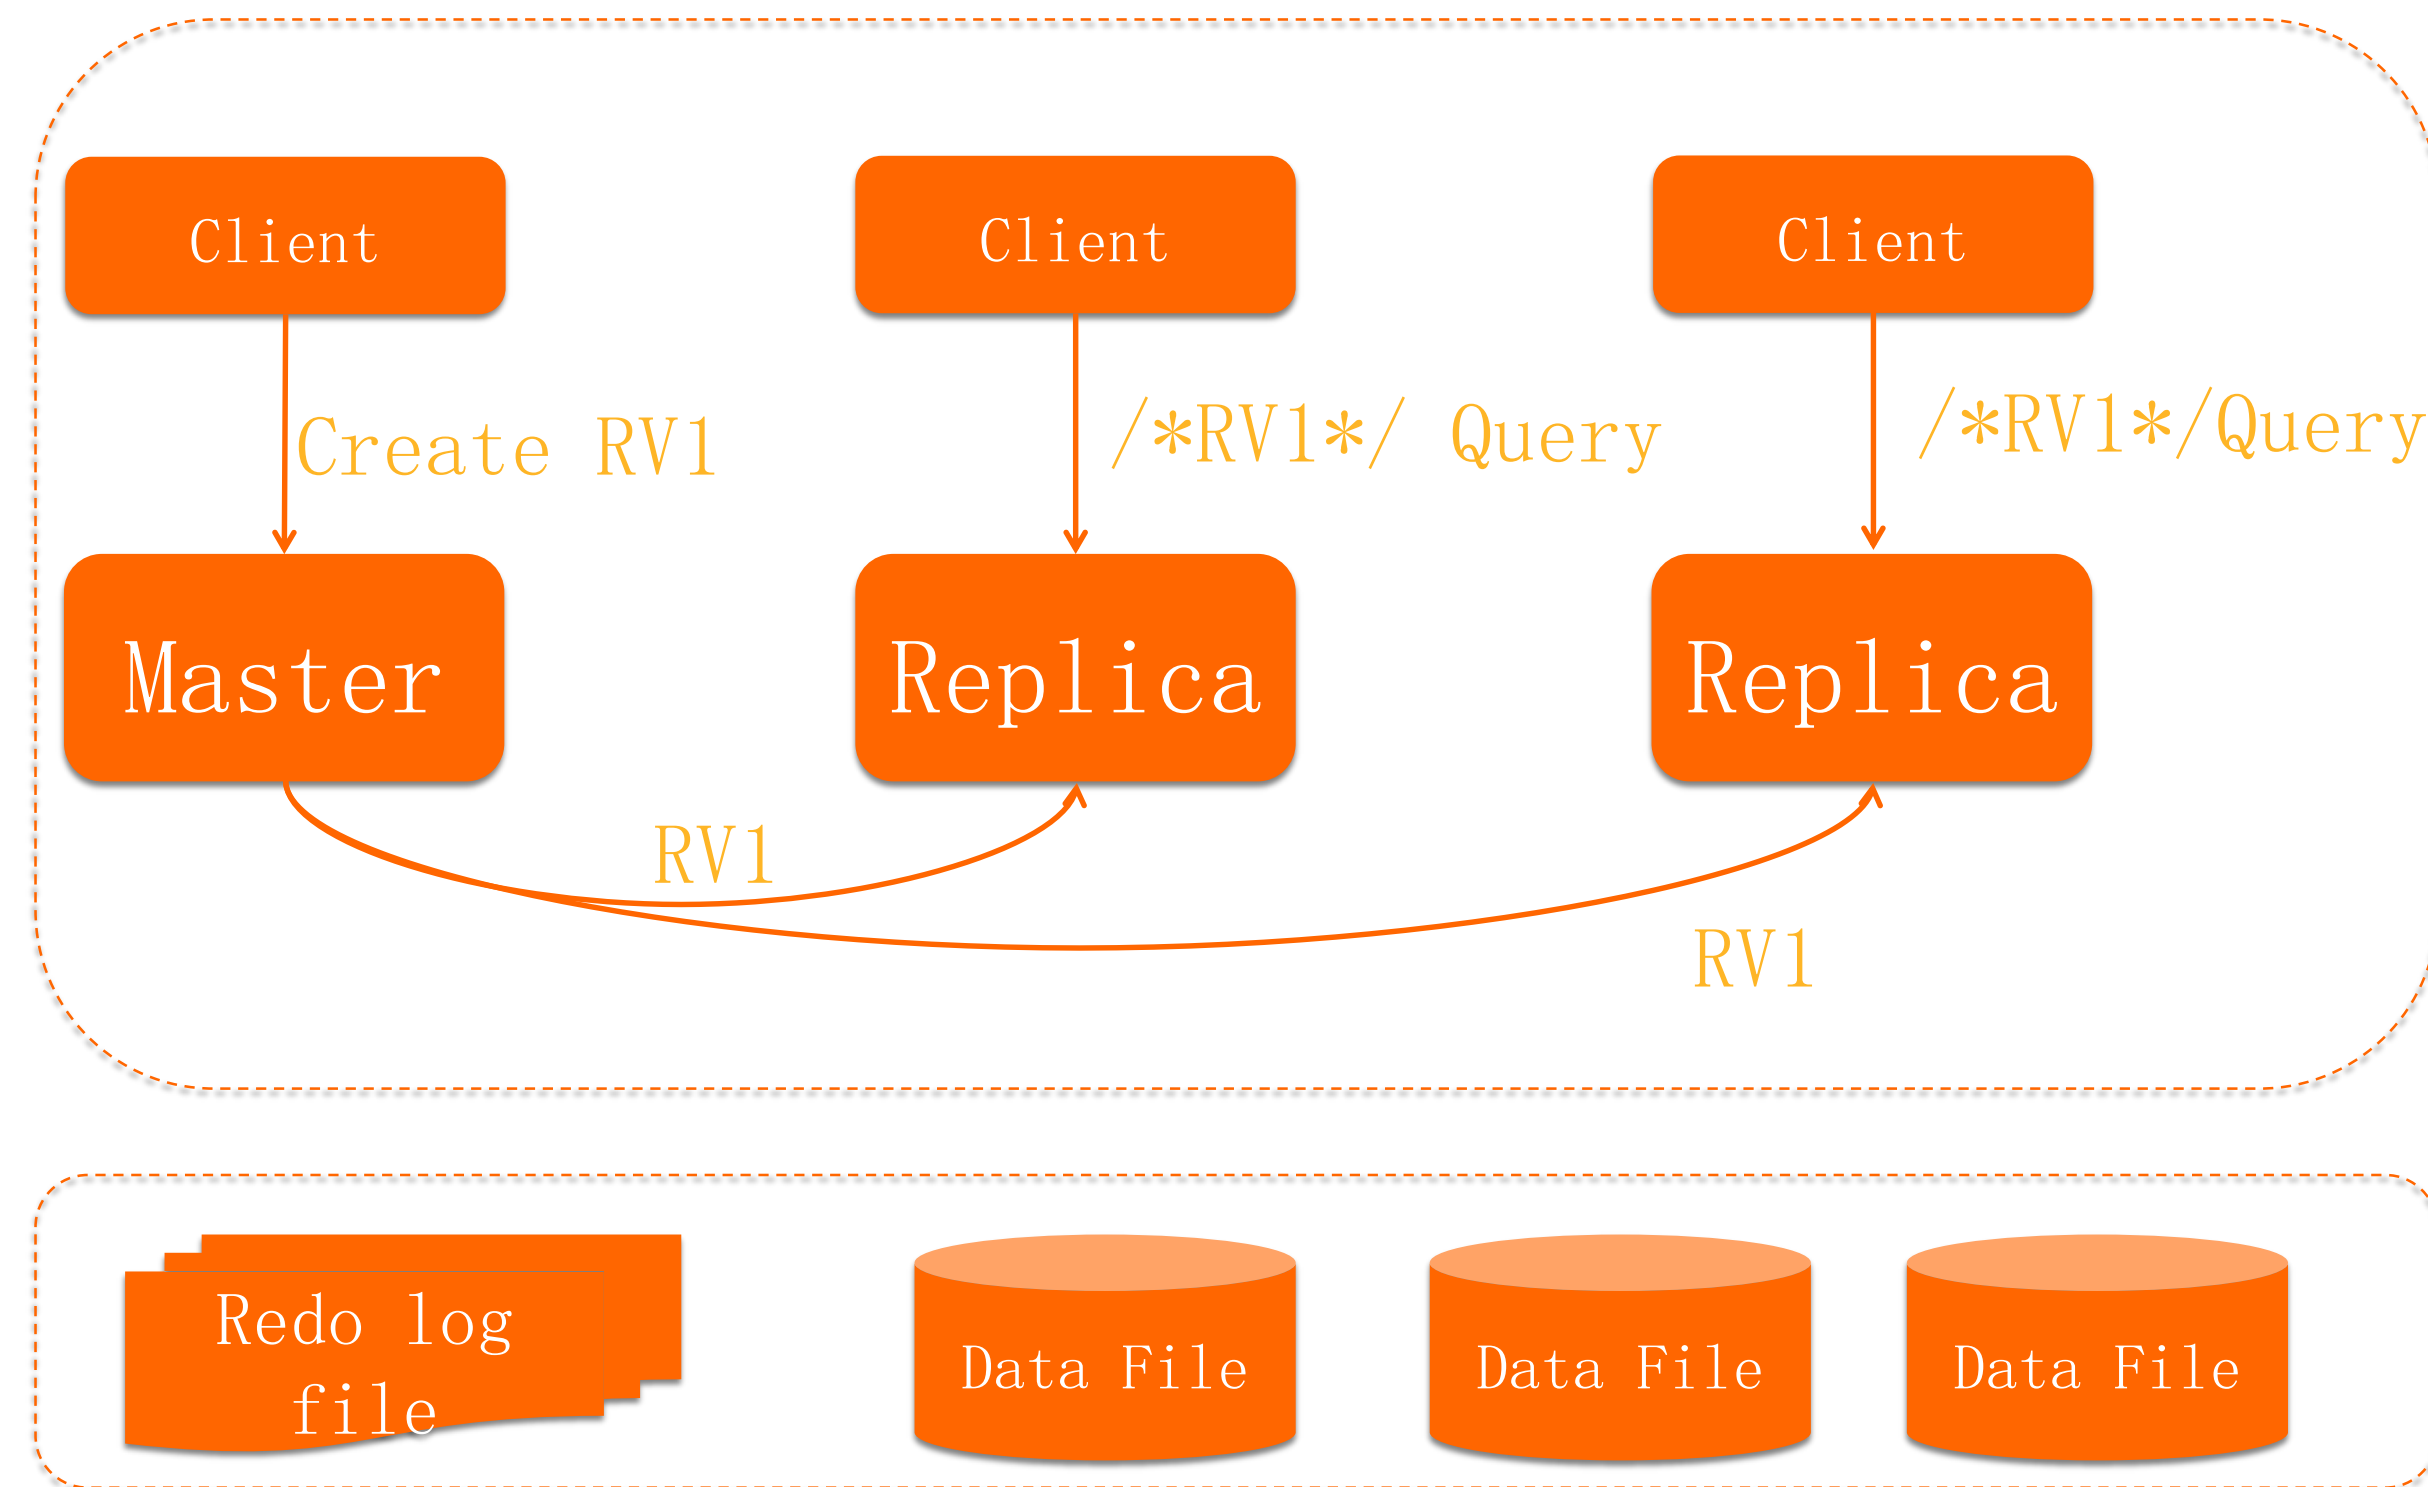 Client
Client
Client
Create RV1
/*RV1*/ Query
/*RV1*/Query
Master
Replica
Replica
RV1
RV1
Redo log
file
Data File
Data File
Data File